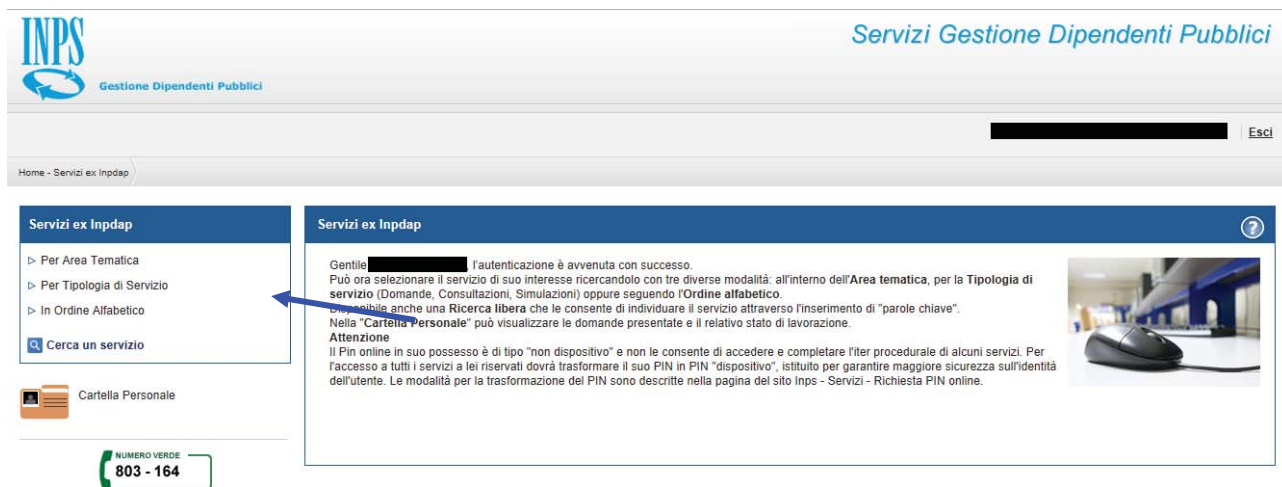 INPS
Gestione Dipendenti Pubblici
Servizi Gestione Dipendenti Pubblici
Esci
Home - Servizi ex Inpdap
Servizi ex Inpdap
Per Area Tematica
Per Tipologia di Servizio
In Ordine Alfabetico
Cerca un servizio
Cartella Personale
NUMERO VERDE
803 - 164
Servizi ex Inpdap
?
Gentile , l'autenticazione è avvenuta con successo.
Può ora selezionare il servizio di suo interesse ricercandolo con tre diverse modalità: all'interno dell'Area tematica, per la Tipologia di
servizio (Domande, Consultazioni, Simulazioni) oppure seguendo l'Ordine alfabetico.
Disponibile anche una Ricerca libera che le consente di individuare il servizio attraverso l'inserimento di "parole chiave".
Nella "Cartella Personale" può visualizzare le domande presentate e il relativo stato di lavorazione.
Attenzione
Il Pin online in suo possesso è di tipo "non dispositivo" e non le consente di accedere e completare l'iter procedurale di alcuni servizi. Per
l'accesso a tutti i servizi a lei riservati dovrà trasformare il suo PIN in PIN "dispositivo", istituito per garantire maggiore sicurezza sull'identità
dell'utente. Le modalità per la trasformazione del PIN sono descritte nella pagina del sito Inps - Servizi - Richiesta PIN online.